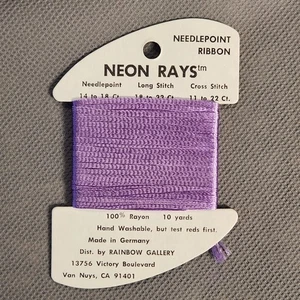 NEEDLEPOINT
RIBBON
NEON RAYS™
Needlepoint Long Stitch Cross Stitch
14 to 18 Ct. 18 to 22 Ct. 11 to 22 Ct.
100% Rayon 10 yards
Hand Washable, but test reds first.
Made in Germany
Dist. by RAINBOW GALLERY
13756 Victory Boulevard
Van Nuys, CA 91401